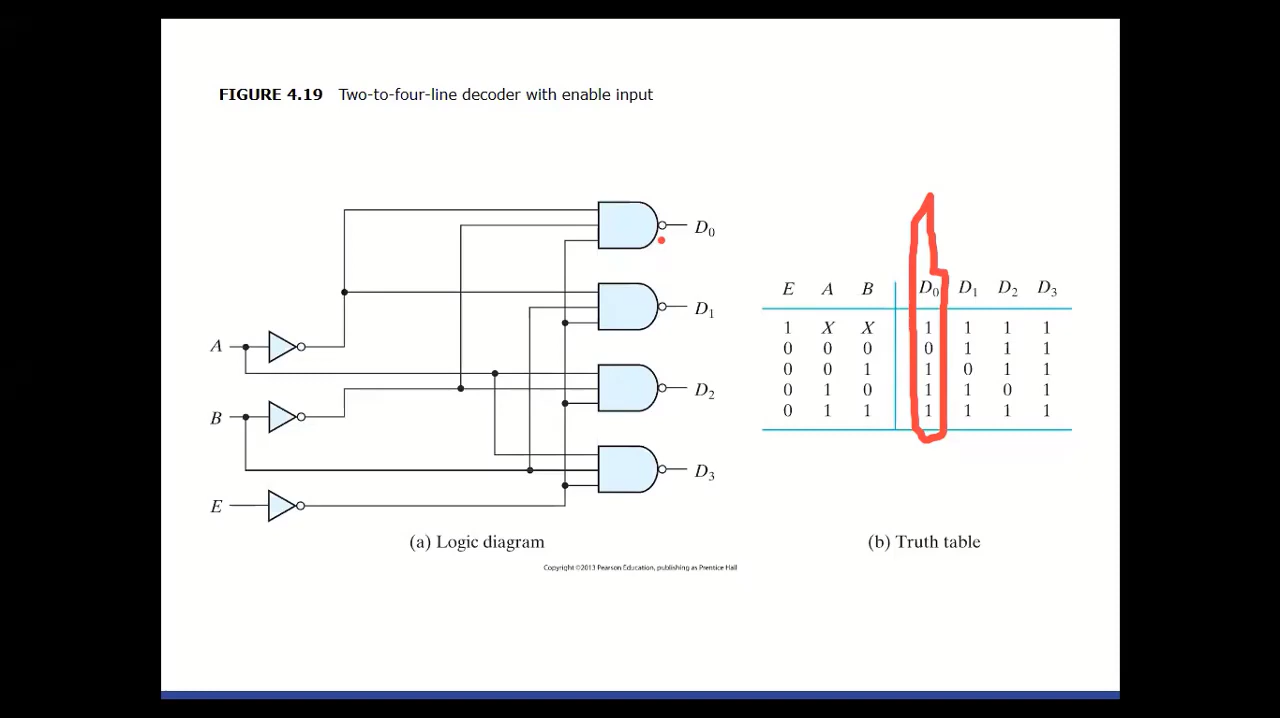 FIGURE 4.19 Two-to-four-line decoder with enable input
D0
D1
A
D2
B
D3
E
E A B D0 D1 D2 D3
1 X X 1 1 1 1
0 0 0 0 1 1 1
0 0 1 1 0 1 1
0 1 0 1 1 0 1
0 1 1 1 1 1 1
(a) Logic diagram
(b) Truth table
Copyright ©2013 Pearson Education, publishing as Prentice Hall